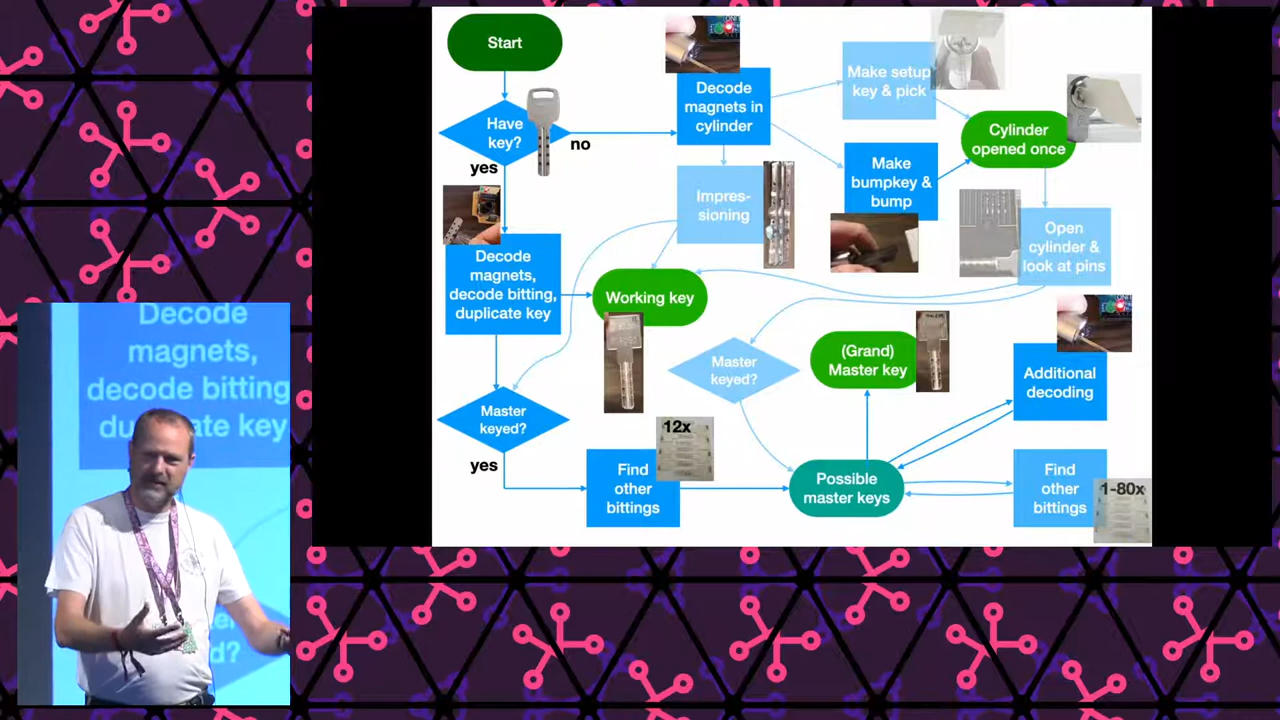 Start
Have
key?
no
yes
Decode
magnets in
cylinder
Make setup
key & pick
Cylinder
opened once
Make
bumpkey &
bump
Impres-
sioning
Open
cylinder &
look at pins
Decode
magnets,
decode bitting,
duplicate key
Working key
Master
keyed?
(Grand)
Master key
Additional
decoding
Master
keyed?
yes
12x
Find
other
bittings
Possible
master keys
Find
other
bittings
1-80x
Decode
magnets,
decode bitting
du ate key
d?